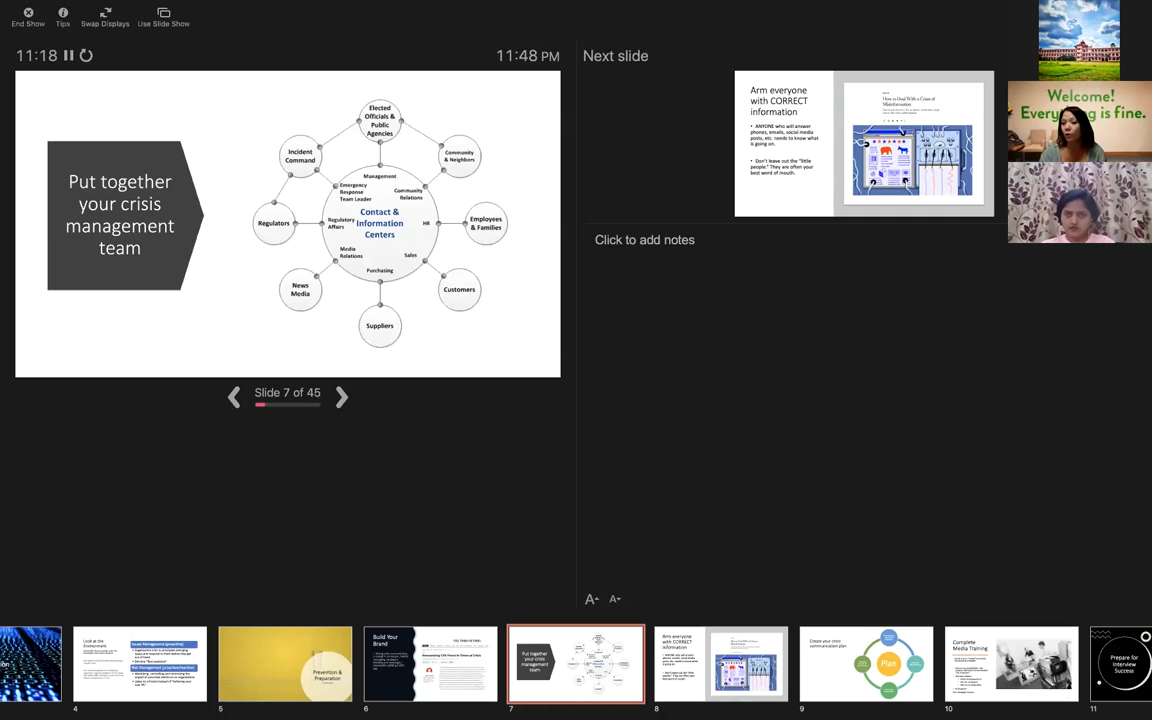 End Show
Tips
Swap Displays
Use Slide Show
11:18
11:48 PM
Next slide
Put together
your crisis
management
team
Elected
Officials &
Public
Agencies
Incident
Command
Community
& Neighbors
Management
Emergency
Response
Team Leader
Community
Relations
Contact &
Information
Centers
Regulators
Regulatory
Affairs
HR
Employees
& Families
Media
Relations
Sales
Purchasing
News
Media
Customers
Suppliers
Slide 7 of 45
Arm everyone
with CORRECT
information
• ANYONE who will answer
phones, emails, social media
posts, etc. needs to know what
is going on.
• Don't leave out the "little
people." They are often your
best word of mouth.
How to Deal With a Crisis of
Misinformation
Welcome!
Everything is fine.
Click to add notes
A
A
Look at the
Environment
4
Prevention &
Preparation
5
Build Your
Brand
6
Put together
your crisis
management
team
7
Arm everyone
with CORRECT
information
8
Create your crisis
communication plan
Plan
9
Complete
Media Training
10
Prepare for
Interview
Success
11